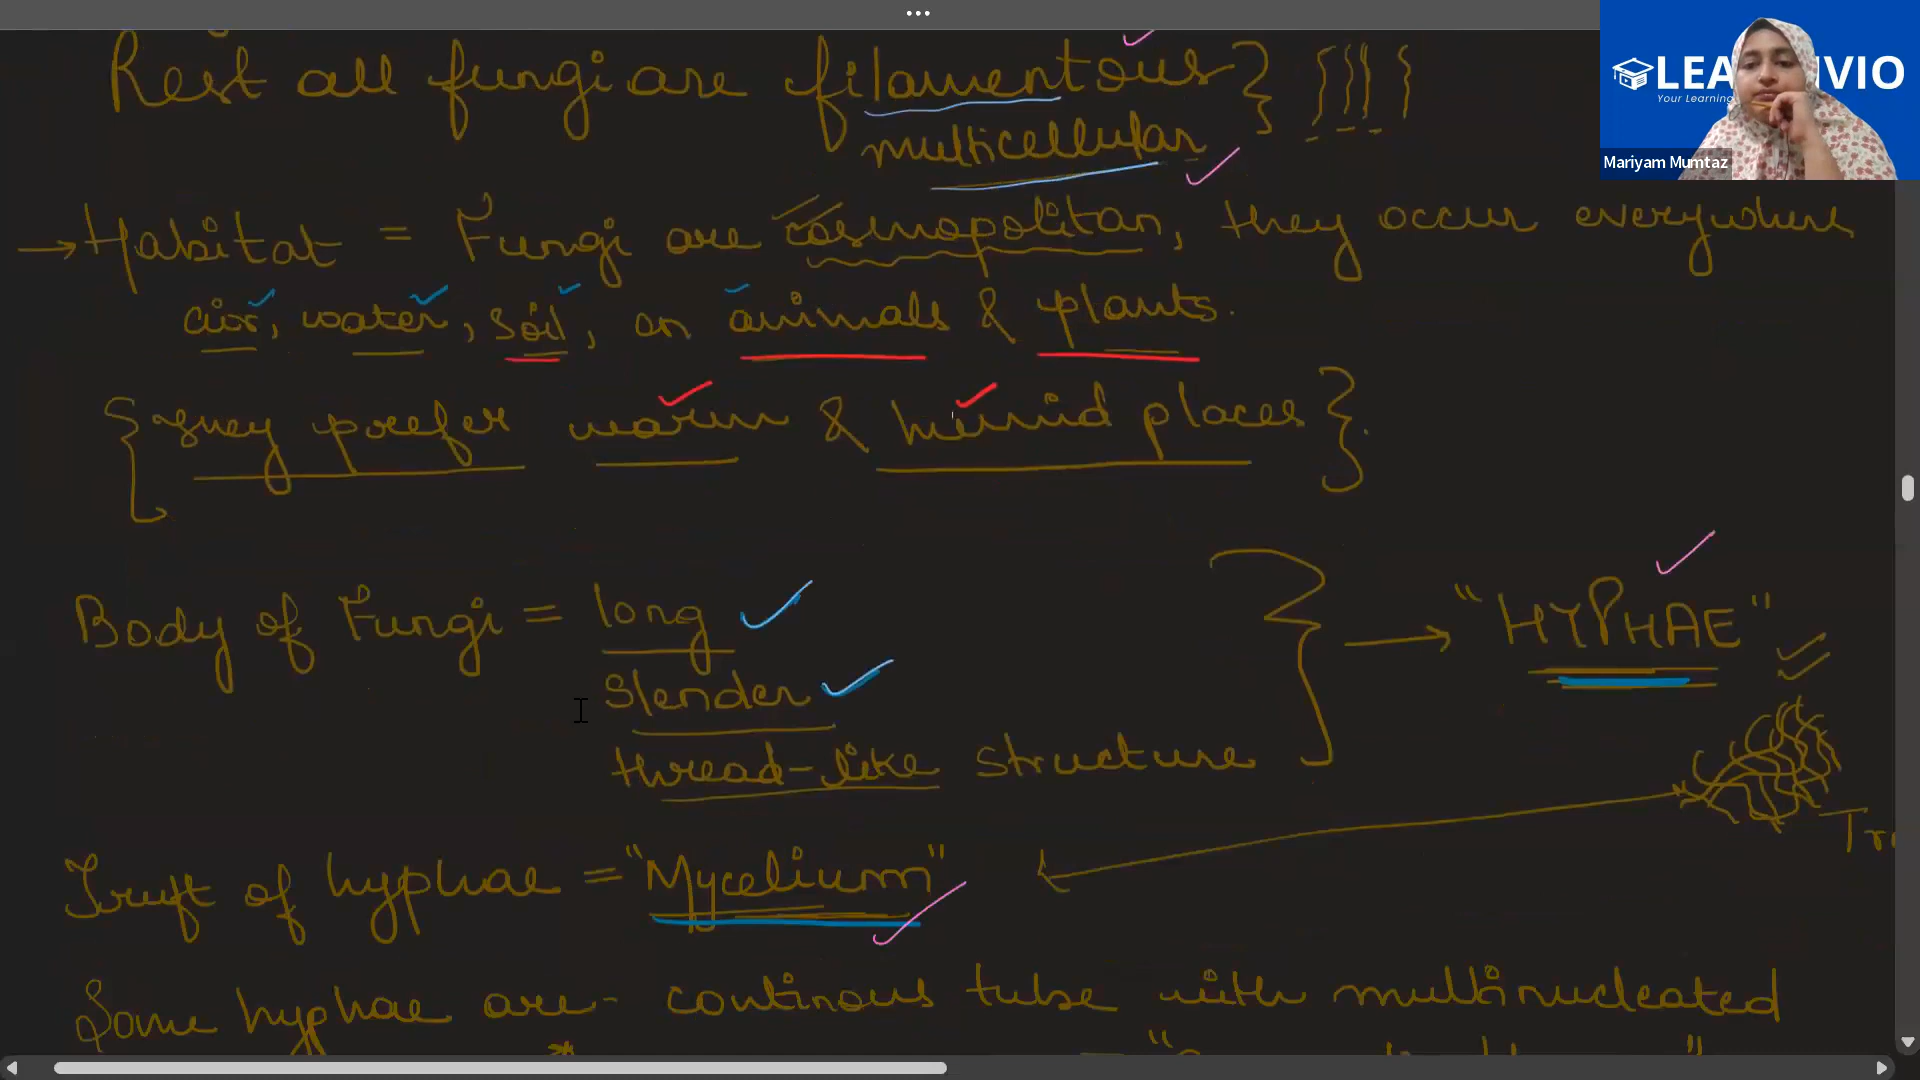 Rest all fungi are filamentous
multicellular
LEA VIO
Your Learning
Mariyam Mumtaz
→ Habitat = Fungi are cosmopolitan, they occur everywhere
air, water, soil, on animals & plants.
{They prefer warm & humid places}.
Body of Fungi = long
slender
thread-like structure
→ "HYPHAE"
Tr
Truft of hyphae = "Mycelium"
Some hyphae are - continous tube with multinucleated